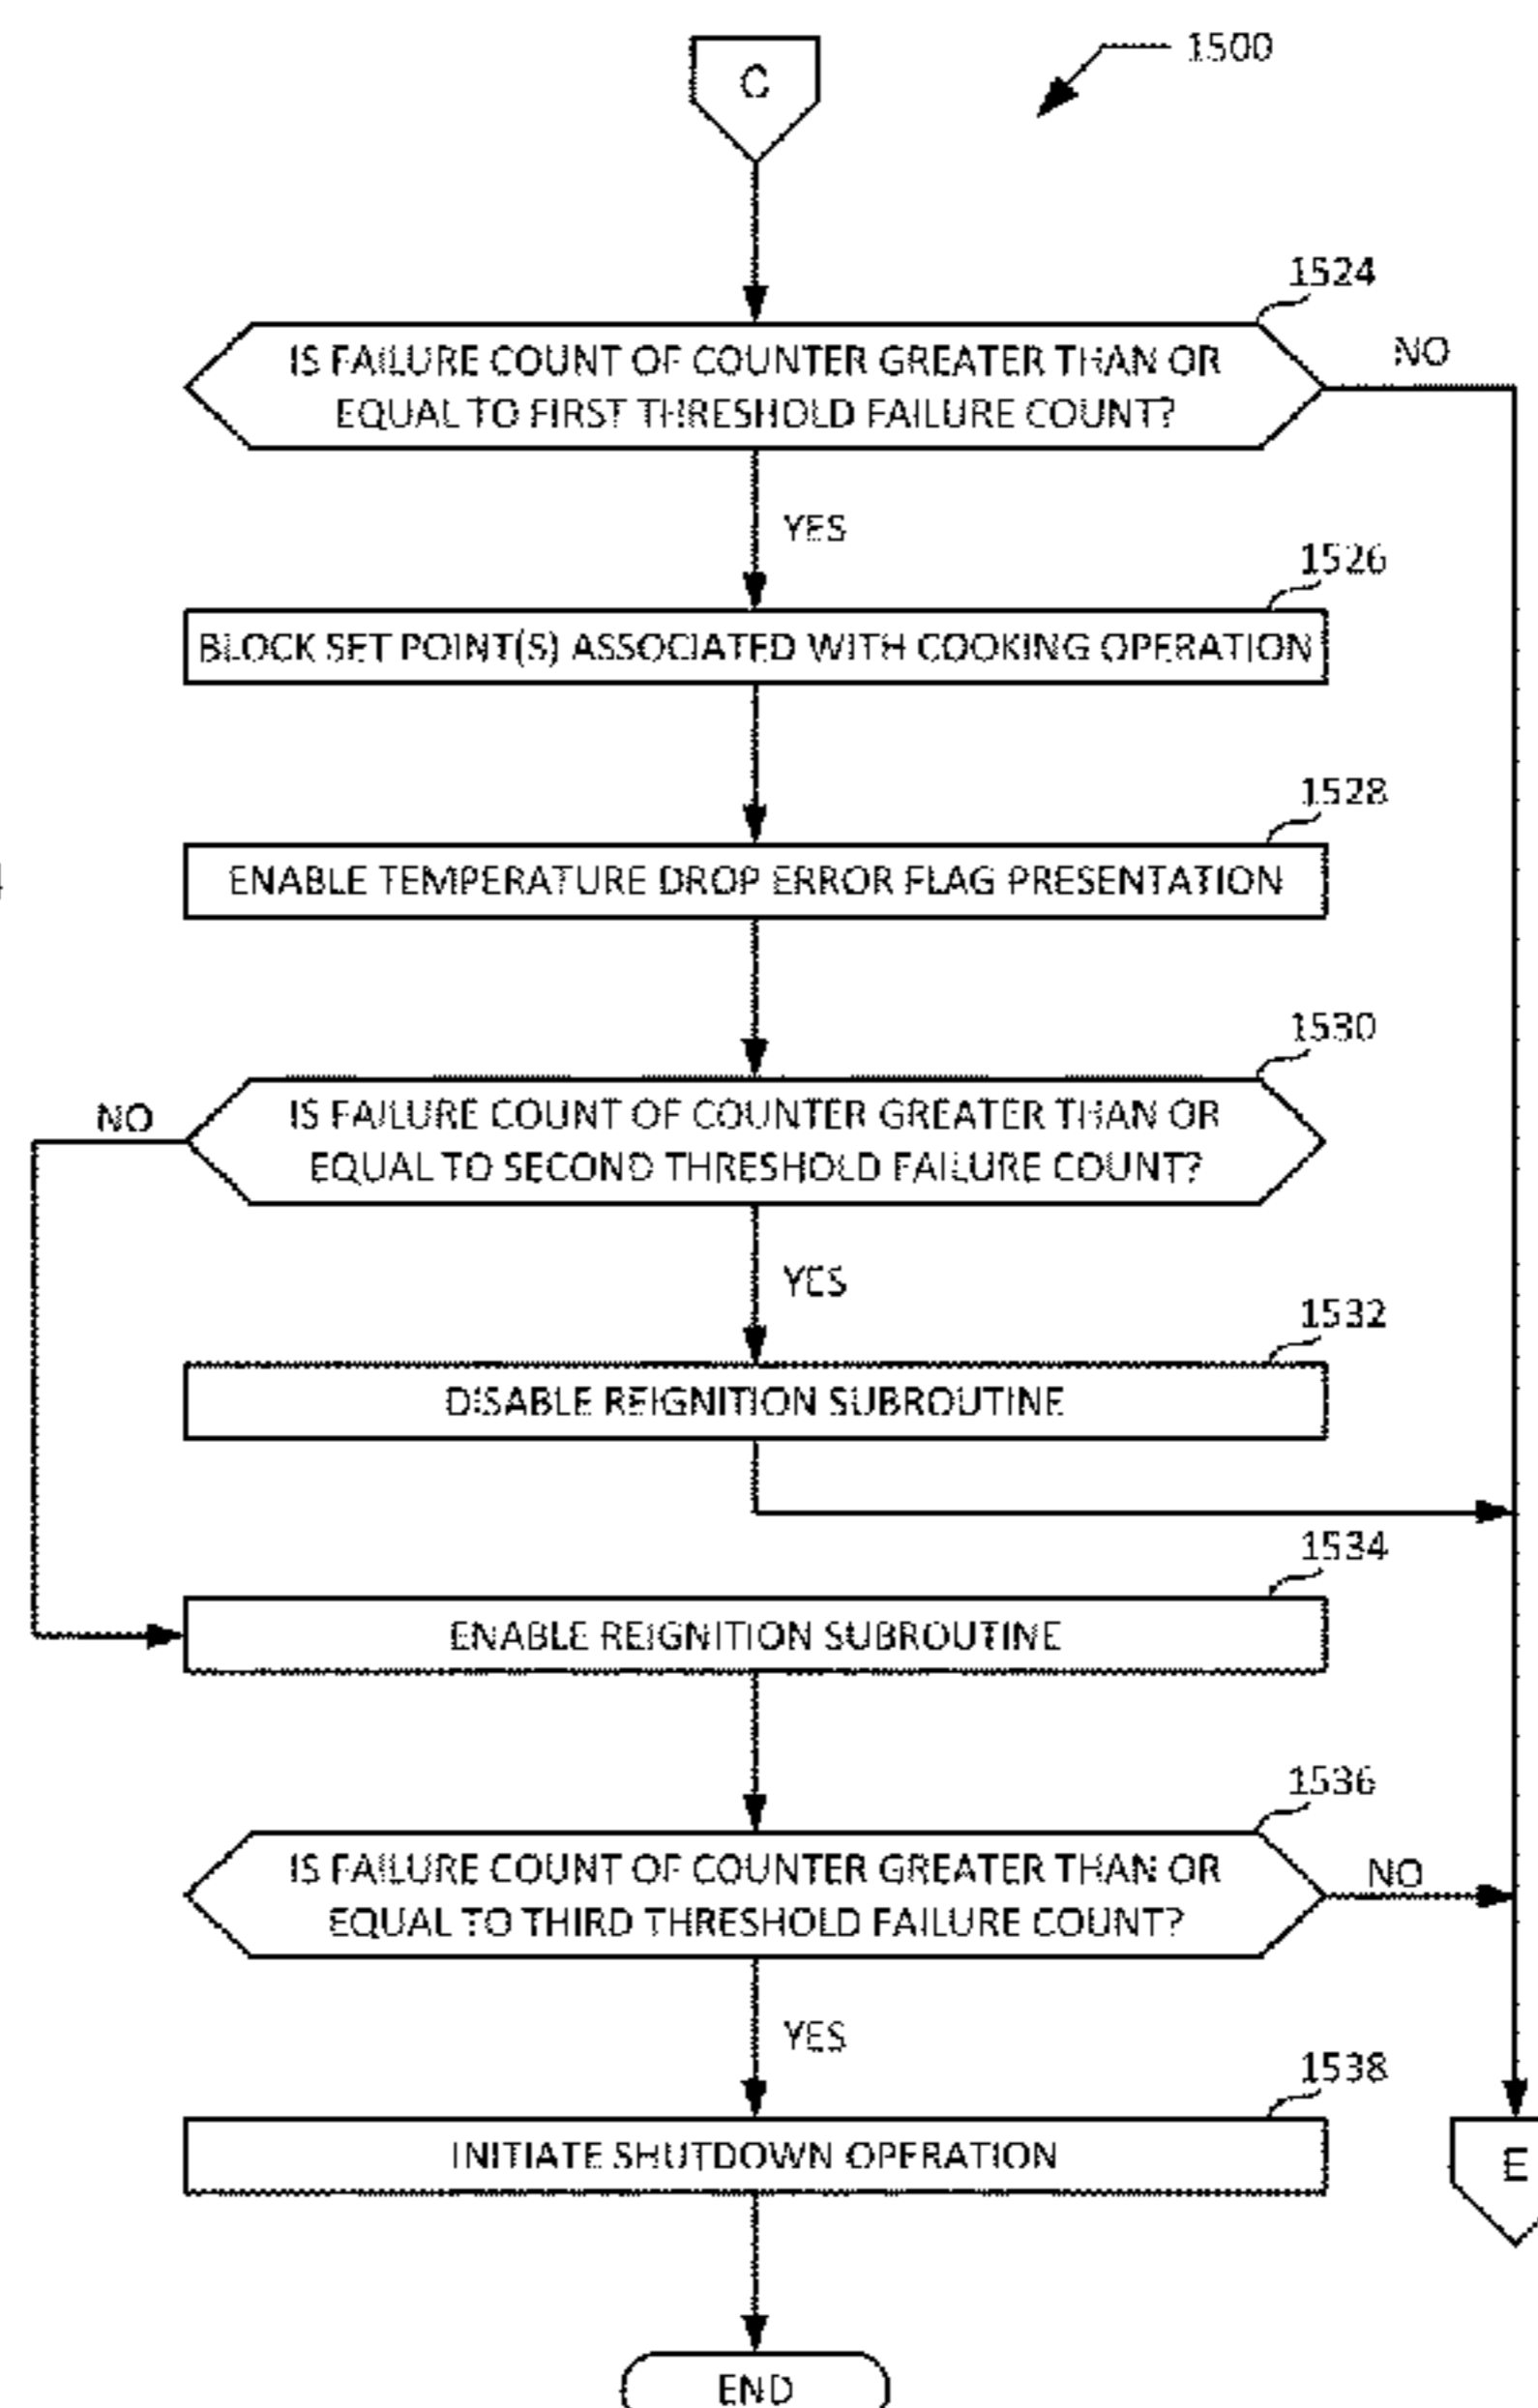 C
1500
1524
IS FAILURE COUNT OF COUNTER GREATER THAN OR
EQUAL TO FIRST THRESHOLD FAILURE COUNT?
NO
YES
1526
BLOCK SET POINT(S) ASSOCIATED WITH COOKING OPERATION
1528
ENABLE TEMPERATURE DROP ERROR FLAG PRESENTATION
1530
IS FAILURE COUNT OF COUNTER GREATER THAN OR
EQUAL TO SECOND THRESHOLD FAILURE COUNT?
NO
YES
1532
DISABLE REIGNITION SUBROUTINE
1534
ENABLE REIGNITION SUBROUTINE
1536
IS FAILURE COUNT OF COUNTER GREATER THAN OR
EQUAL TO THIRD THRESHOLD FAILURE COUNT?
NO
YES
1538
INITIATE SHUTDOWN OPERATION
E
END